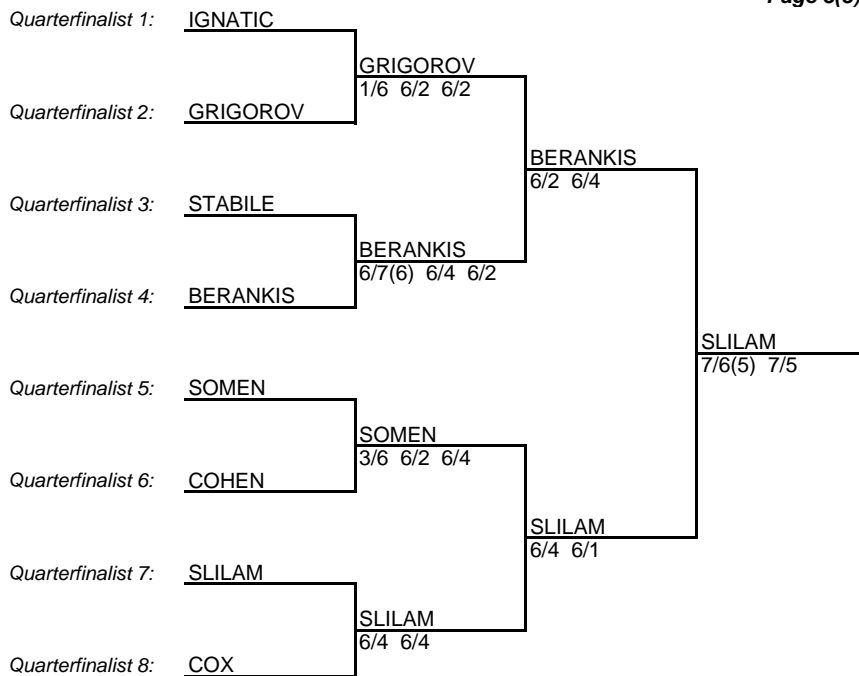 Quarterfinalist 1: IGNATIC
GRIGOROV
1/6 6/2 6/2
Quarterfinalist 2: GRIGOROV
BERANKIS
6/2 6/4
Quarterfinalist 3: STABILE
BERANKIS
6/7(6) 6/4 6/2
Quarterfinalist 4: BERANKIS
SLILAM
7/6(5) 7/5
Quarterfinalist 5: SOMEN
SOMEN
3/6 6/2 6/4
Quarterfinalist 6: COHEN
SLILAM
6/4 6/1
Quarterfinalist 7: SLILAM
SLILAM
6/4 6/4
Quarterfinalist 8: COX